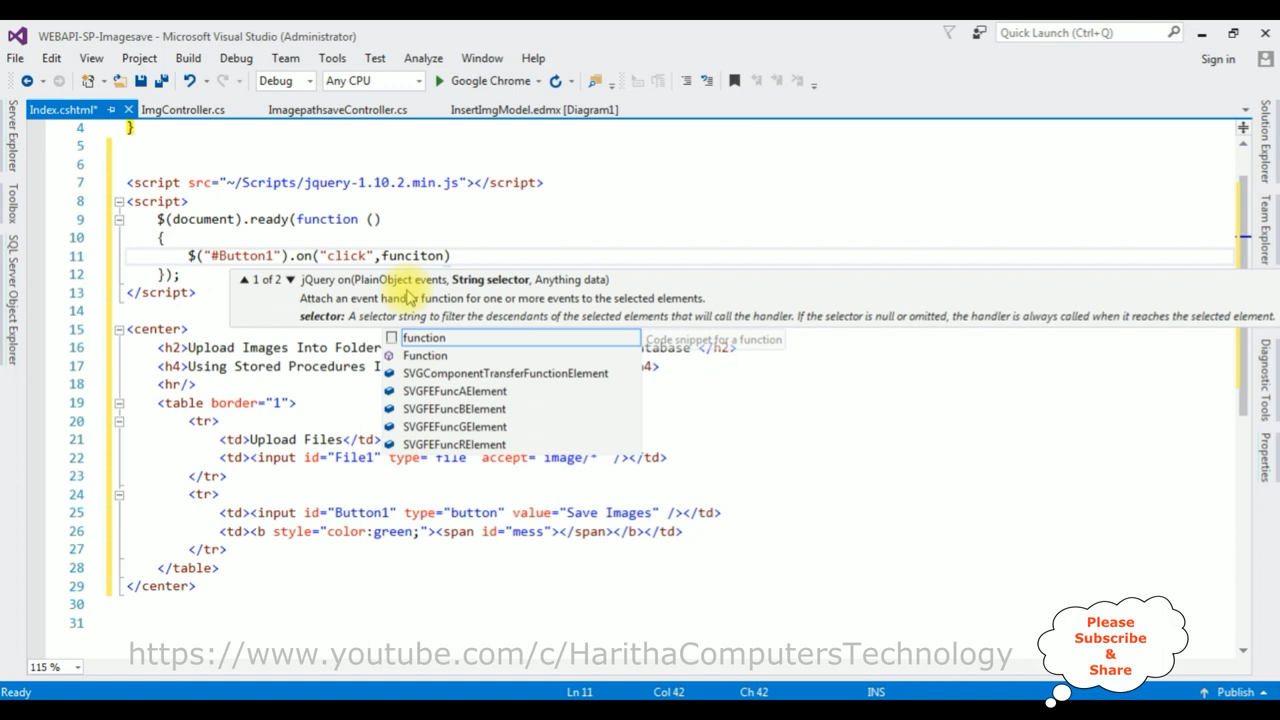 WEBAPI-SP-Imagesave - Microsoft Visual Studio (Administrator)
Quick Launch (Ctrl+Q)
File Edit View Project Build Debug Team Tools Test Analyze Window Help
Sign in
Debug Any CPU Google Chrome
Index.cshtml* ImgController.cs ImagepathsaveController.cs InsertImgModel.edmx [Diagram1]
Server Explorer
Toolbox
SQL Server Object Explorer
Solution Explorer
Team Explorer
Diagnostic Tools
Properties
4 }
5
6
7 <script src="~/Scripts/jquery-1.10.2.min.js"></script>
8 <script>
9 $(document).ready(function ()
10 {
11 $("#Button1").on("click",funciton)
12 });
▲ 1 of 2 ▼ jQuery on(PlainObject events, String selector, Anything data)
13 </script>
Attach an event handler function for one or more events to the selected elements.
selector: A selector string to filter the descendants of the selected elements that will call the handler. If the selector is null or omitted, the handler is always called when it reaches the selected element.
14
15 <center>
function
Code snippet for a function
16 <h2>Upload Images Into Folder
</h2>
Function
17 <h4>Using Stored Procedures I
4>
SVGComponentTransferFunctionElement
18 <hr/>
SVGFEFuncAElement
19 <table border="1">
SVGFEFuncBElement
20 <tr>
SVGFEFuncGElement
21 <td>Upload Files</td>
SVGFEFuncRElement
22 <td><input id="File1" type="file" accept="image/*" /></td>
23 </tr>
24 <tr>
25 <td><input id="Button1" type="button" value="Save Images" /></td>
26 <td><b style="color:green;"><span id="mess"></span></b></td>
27 </tr>
28 </table>
29 </center>
30
31
https://www.youtube.com/c/HarithaComputersTechnology
Please
Subscribe
&
Share
115 %
Ready Ln 11 Col 42 Ch 42 INS Publish